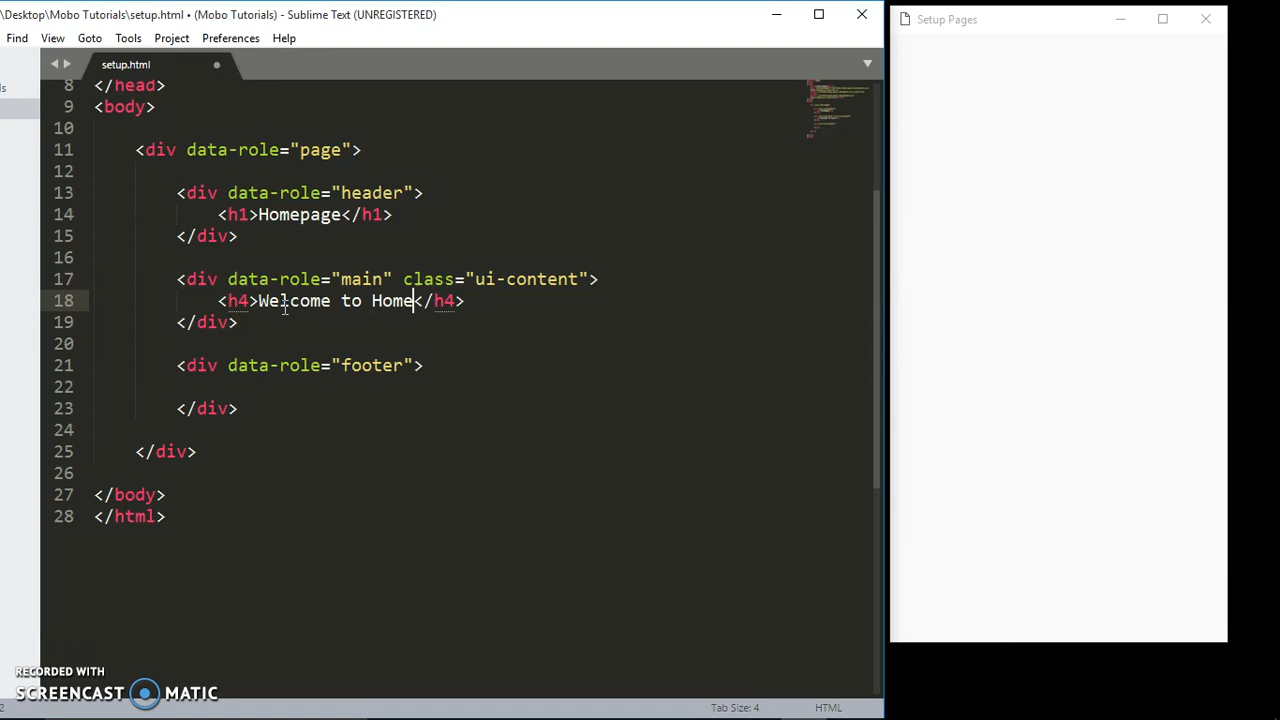 \Desktop\Mobo Tutorials\setup.html • (Mobo Tutorials) - Sublime Text (UNREGISTERED)
Setup Pages
Find View Goto Tools Project Preferences Help
setup.html
8 </head>
9 <body>
10
11 <div data-role="page">
12
13 <div data-role="header">
14 <h1>Homepage</h1>
15 </div>
16
17 <div data-role="main" class="ui-content">
18 <h4>Welcome to Home</h4>
19 </div>
20
21 <div data-role="footer">
22
23 </div>
24
25 </div>
26
27 </body>
28 </html>
RECORDED WITH
SCREENCAST MATIC
2 Tab Size: 4 HTML